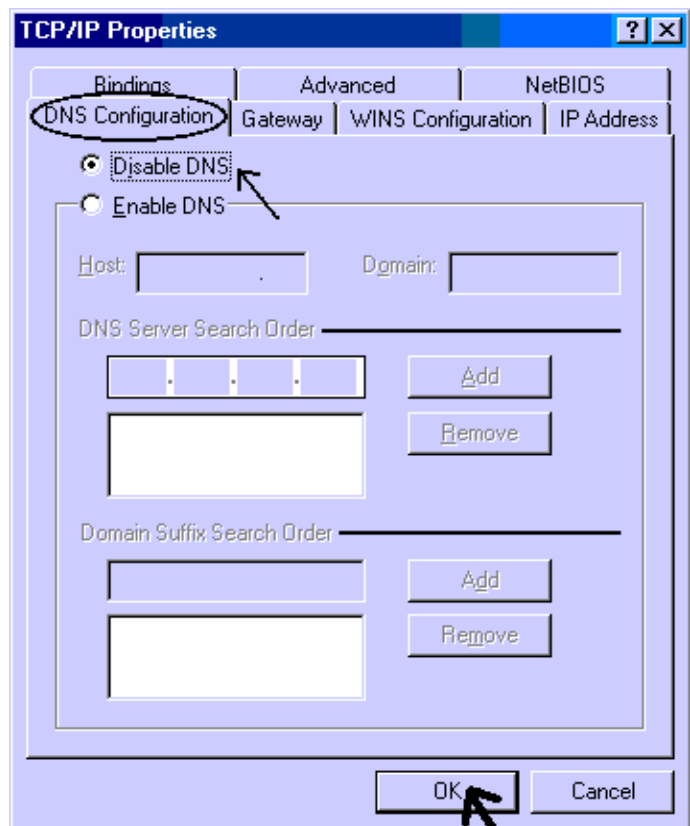 TCP/IP Properties
Bindings Advanced NetBIOS
DNS Configuration Gateway WINS Configuration IP Address
Disable DNS
Enable DNS
Host: Domain:
DNS Server Search Order
Add
Remove
Domain Suffix Search Order
Add
Remove
OK Cancel